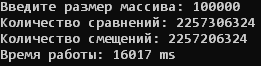 Введите размер массива: 100000
Количество сравнений: 2257306324
Количество смещений: 2257206324
Время работы: 16017 ms